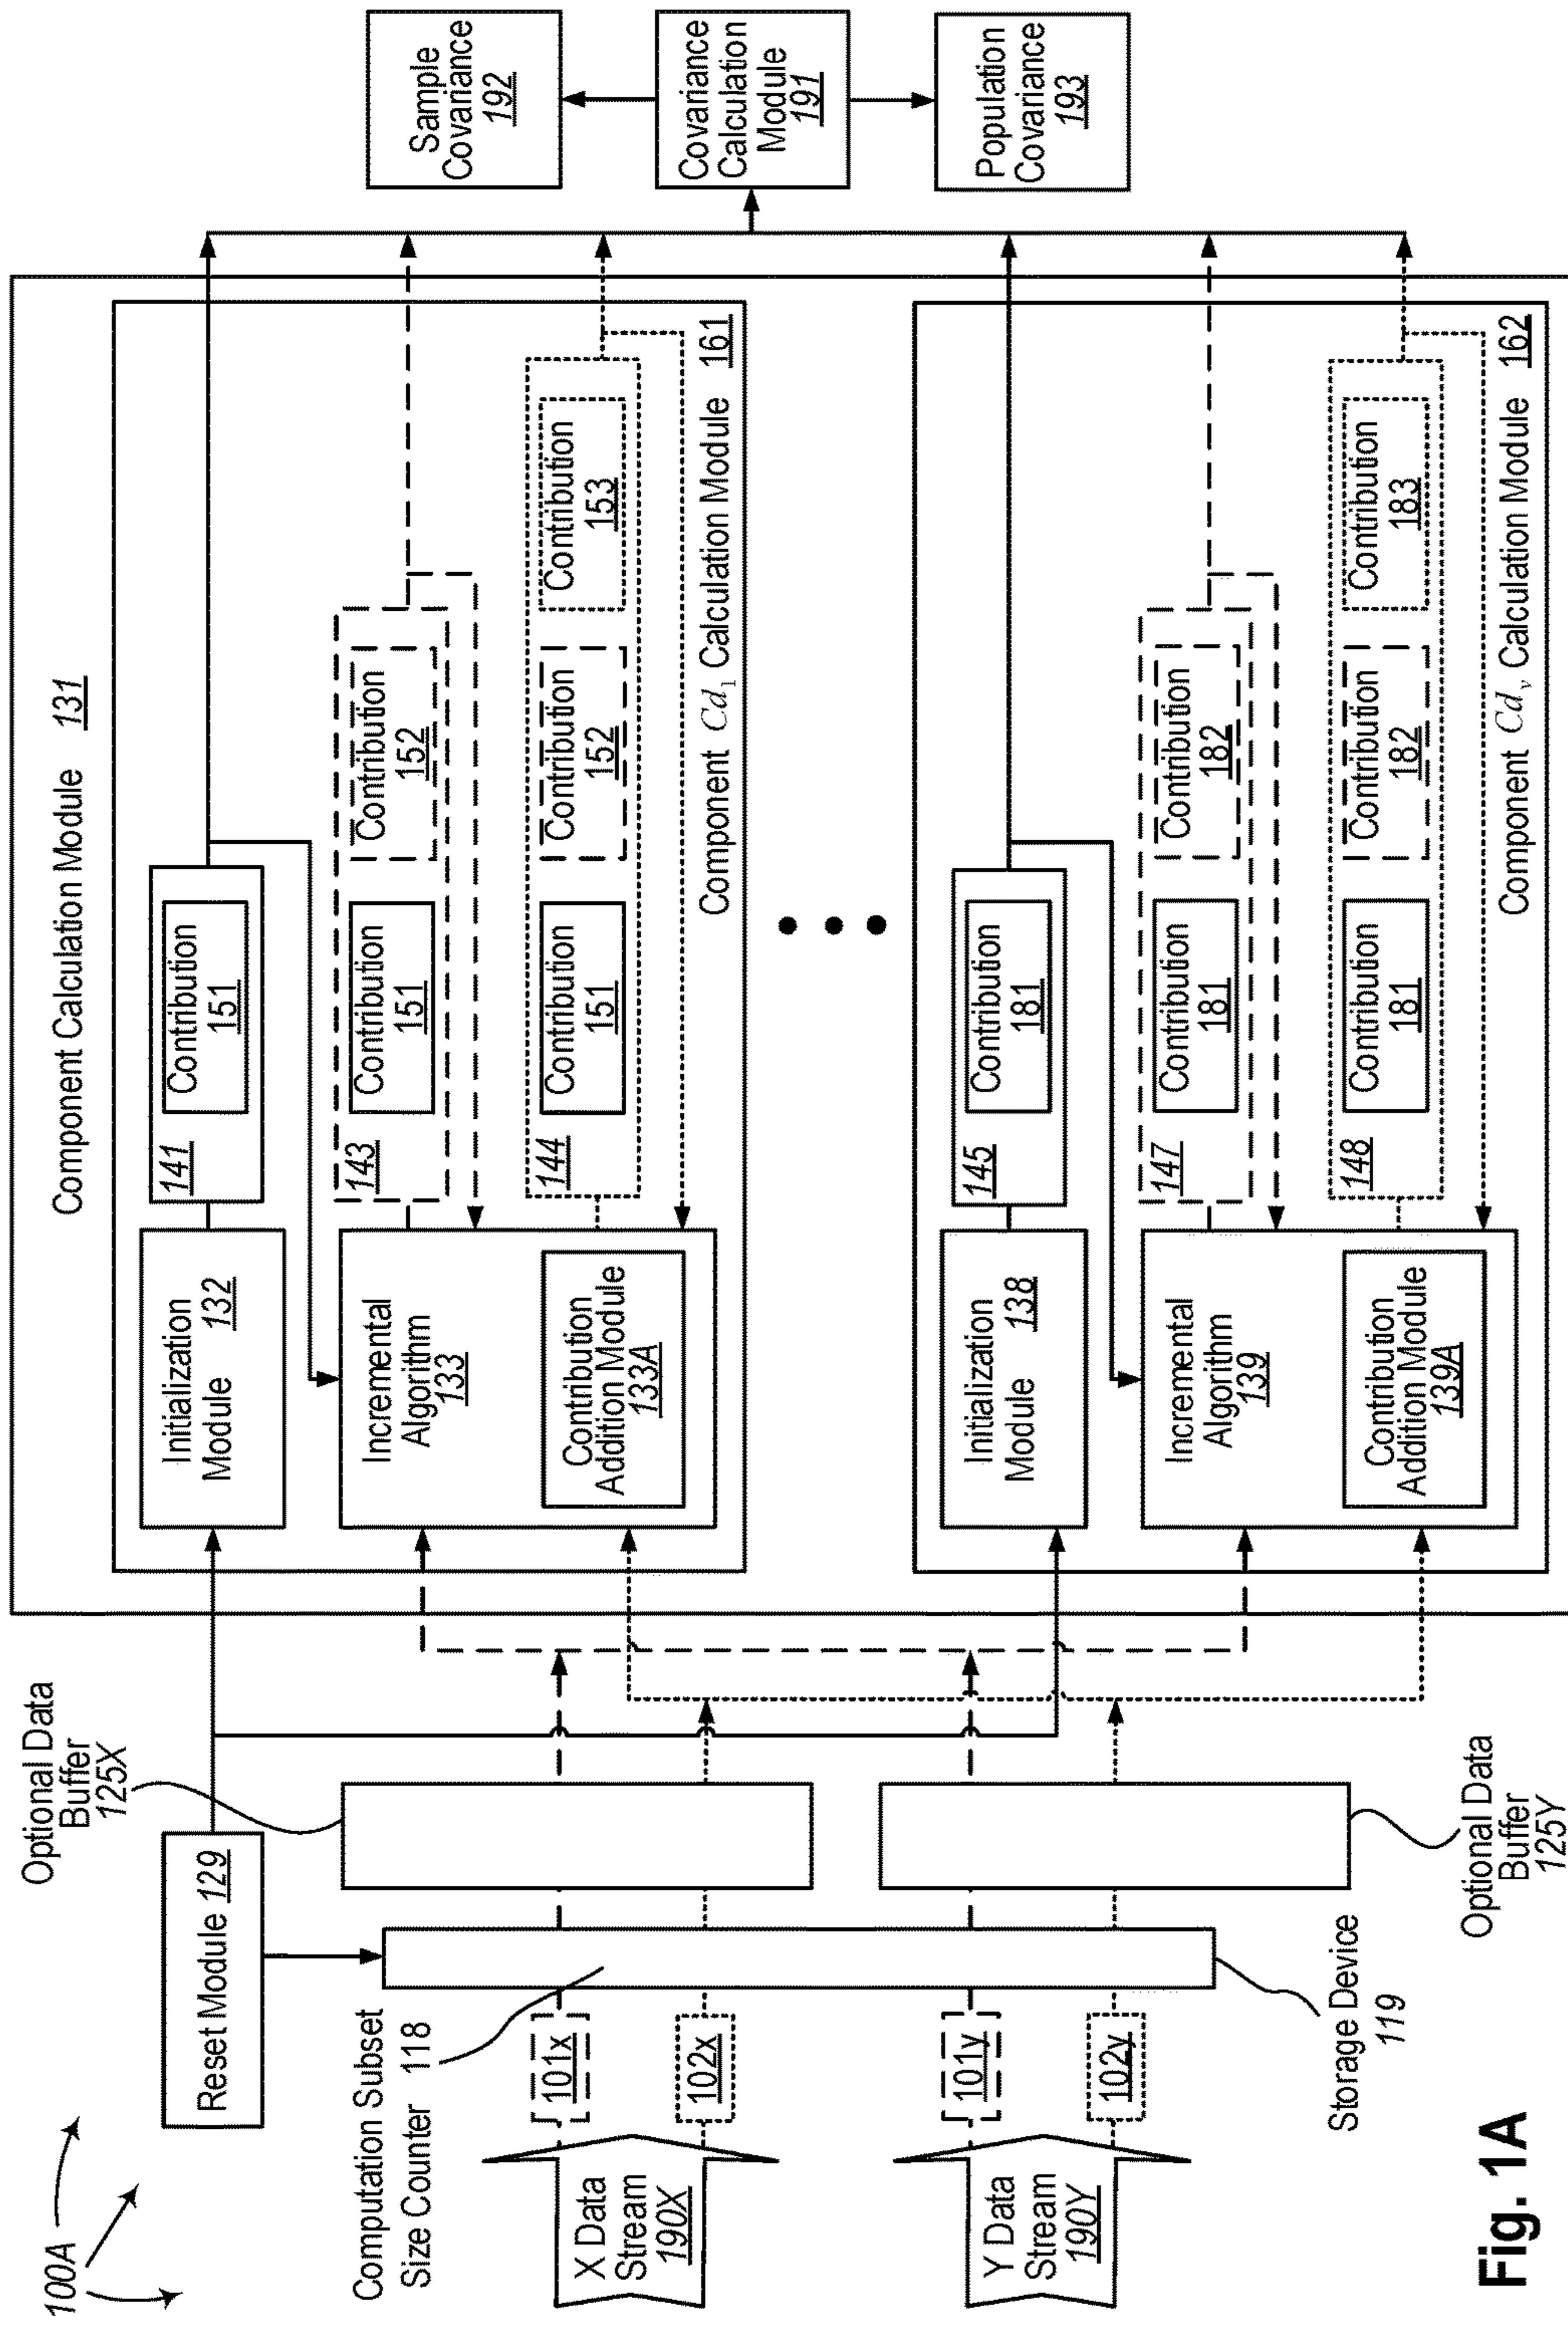 100A
Reset Module 129
Optional Data
Buffer
125X
Computation Subset
Size Counter 118
X Data
Stream
190X
101x
102x
Y Data
Stream
190Y
101y
102y
Storage Device
119
Optional Data
Buffer
125Y
Component Calculation Module 131
Initialization
Module 132
141
Contribution
151
Incremental
Algorithm
133
Contribution
Addition Module
133A
143
Contribution
151
Contribution
152
144
Contribution
151
Contribution
152
Contribution
153
Component Cd1 Calculation Module 161
Initialization
Module 138
145
Contribution
181
Incremental
Algorithm
139
Contribution
Addition Module
139A
147
Contribution
181
Contribution
182
148
Contribution
181
Contribution
182
Contribution
183
Component Cdv Calculation Module 162
Sample
Covariance
192
Covariance
Calculation
Module
191
Population
Covariance
193
Fig. 1A